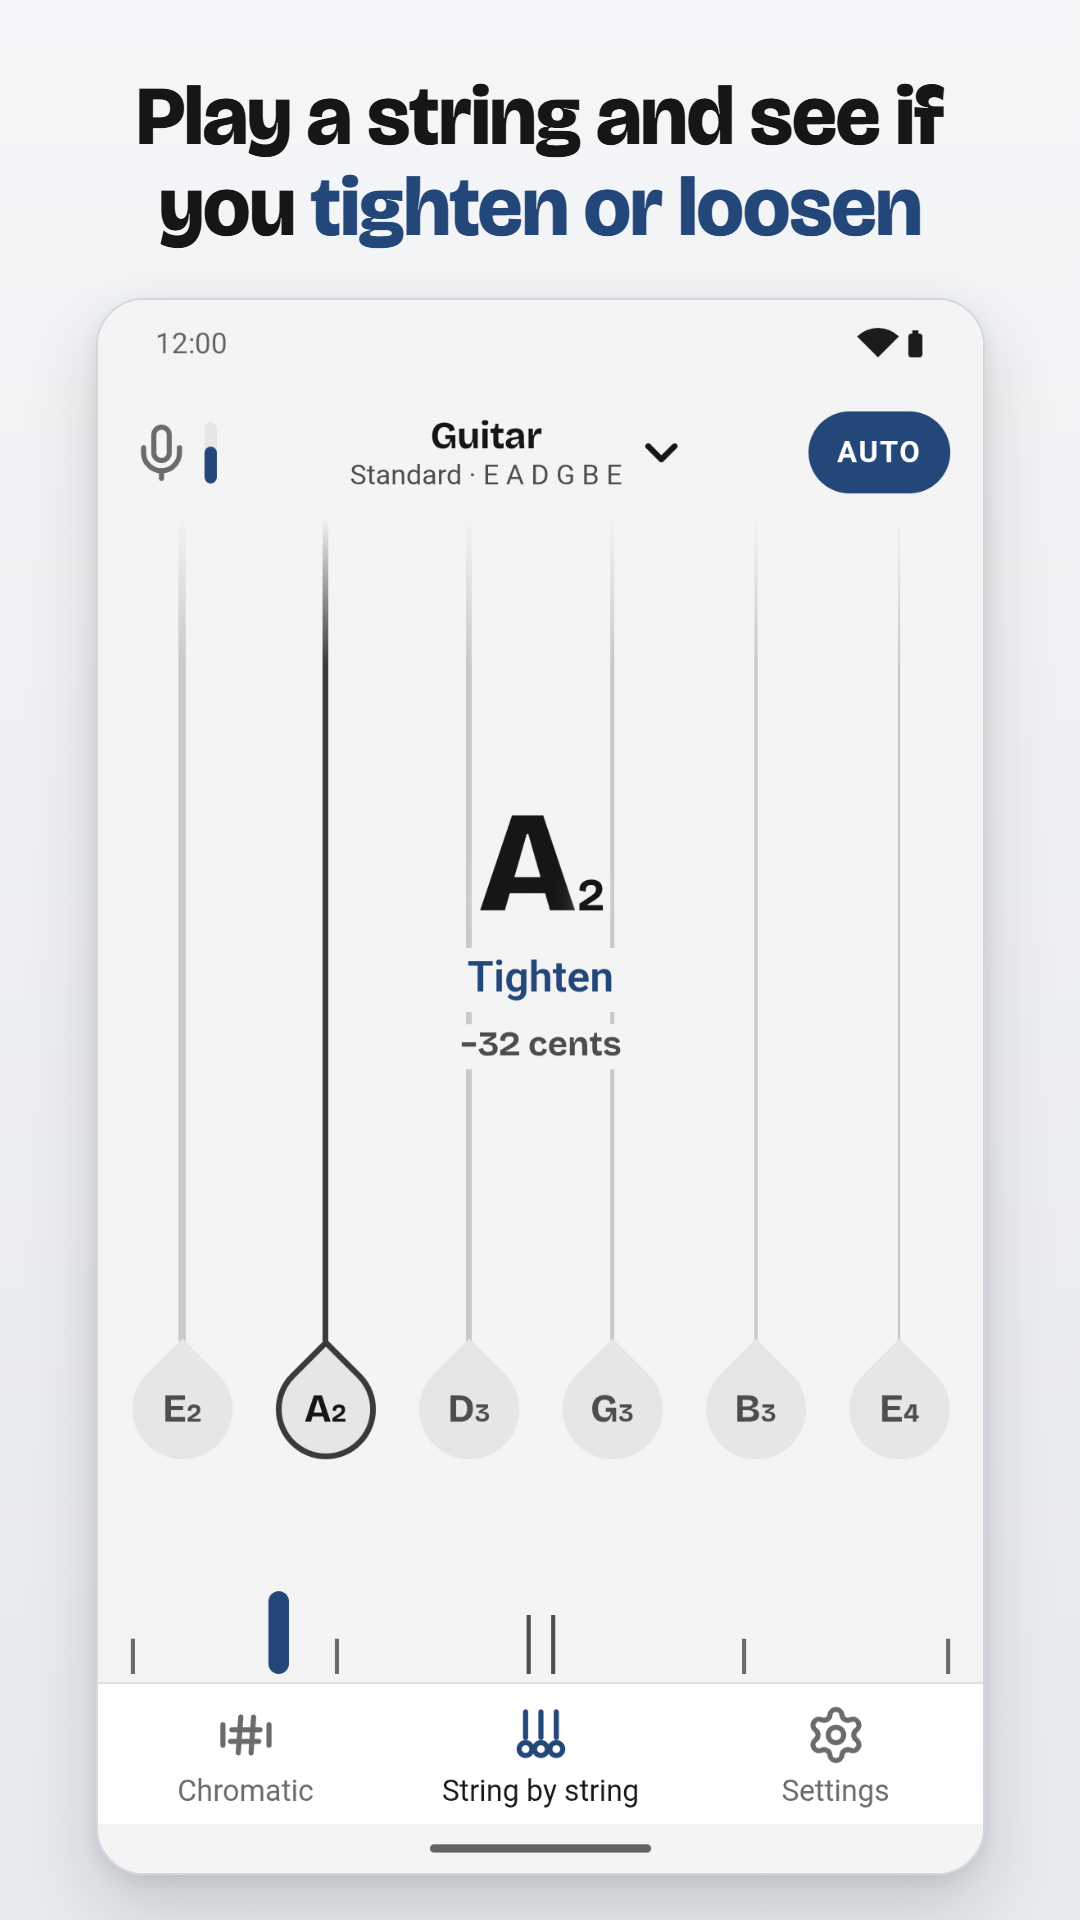 Play a string and see if
you tighten or loosen
12:00
Guitar
Standard · E A D G B E
AUTO
A2
Tighten
-32 cents
E2 A2 D3 G3 B3 E4
Chromatic String by string Settings